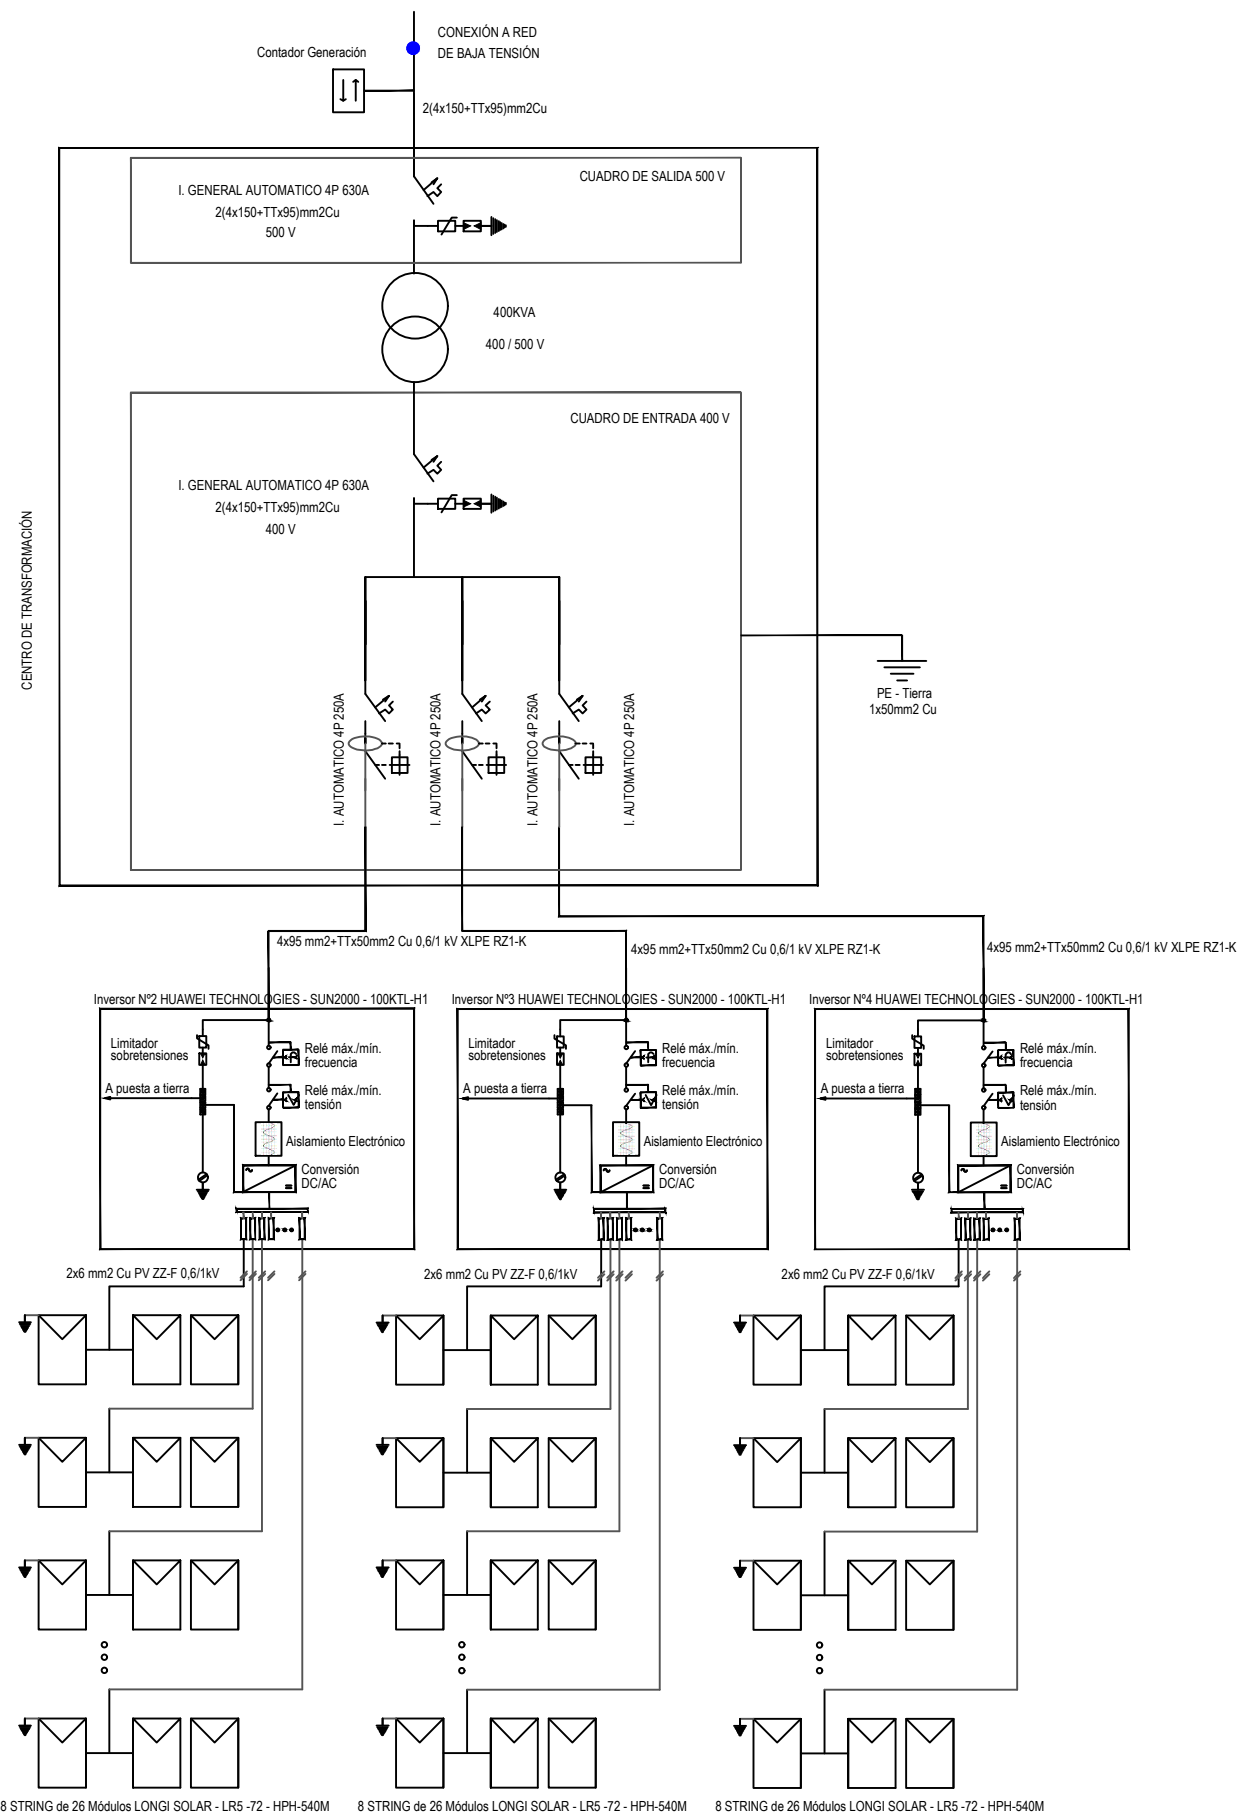 CONEXIÓN A RED
DE BAJA TENSIÓN
Contador Generación
2(4x150+TTx95)mm2Cu
CUADRO DE SALIDA 500 V
I. GENERAL AUTOMATICO 4P 630A
2(4x150+TTx95)mm2Cu
500 V
400KVA
400 / 500 V
CUADRO DE ENTRADA 400 V
I. GENERAL AUTOMATICO 4P 630A
2(4x150+TTx95)mm2Cu
400 V
CENTRO DE TRANSFORMACIÓN
PE - Tierra
1x50mm2 Cu
I. AUTOMATICO 4P 250A
I. AUTOMATICO 4P 250A
I. AUTOMATICO 4P 250A
I. AUTOMATICO 4P 250A
4x95 mm2+TTx50mm2 Cu 0,6/1 kV XLPE RZ1-K
4x95 mm2+TTx50mm2 Cu 0,6/1 kV XLPE RZ1-K
4x95 mm2+TTx50mm2 Cu 0,6/1 kV XLPE RZ1-K
Inversor Nº2 HUAWEI TECHNOLOGIES - SUN2000 - 100KTL-H1
Limitador
sobretensiones
Relé máx./mín.
frecuencia
A puesta a tierra
Relé máx./mín.
tensión
Aislamiento Electrónico
Conversión
DC/AC
2x6 mm2 Cu PV ZZ-F 0,6/1kV
Inversor Nº3 HUAWEI TECHNOLOGIES - SUN2000 - 100KTL-H1
Limitador
sobretensiones
Relé máx./mín.
frecuencia
A puesta a tierra
Relé máx./mín.
tensión
Aislamiento Electrónico
Conversión
DC/AC
2x6 mm2 Cu PV ZZ-F 0,6/1kV
Inversor Nº4 HUAWEI TECHNOLOGIES - SUN2000 - 100KTL-H1
Limitador
sobretensiones
Relé máx./mín.
frecuencia
A puesta a tierra
Relé máx./mín.
tensión
Aislamiento Electrónico
Conversión
DC/AC
2x6 mm2 Cu PV ZZ-F 0,6/1kV
8 STRING de 26 Módulos LONGI SOLAR - LR5 -72 - HPH-540M
8 STRING de 26 Módulos LONGI SOLAR - LR5 -72 - HPH-540M
8 STRING de 26 Módulos LONGI SOLAR - LR5 -72 - HPH-540M